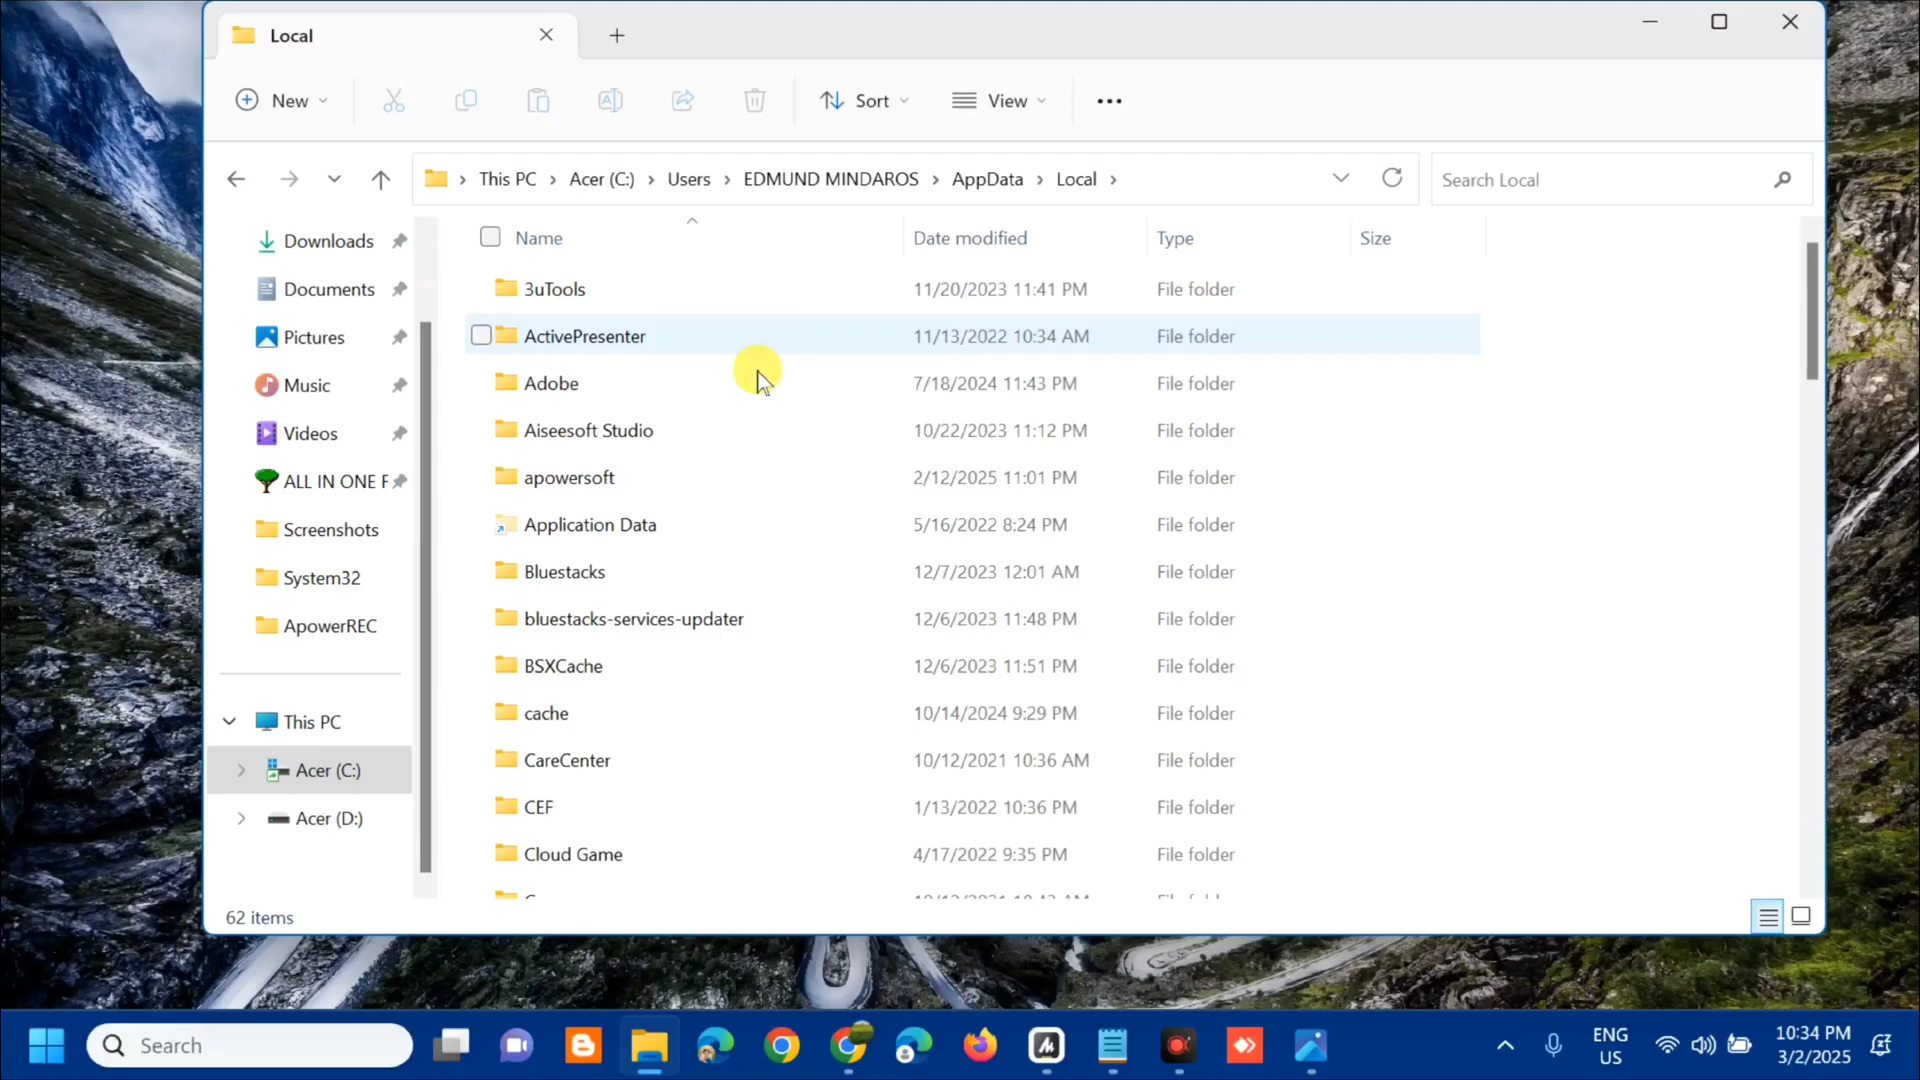 Local
New
Sort
View
This PC > Acer (C:) > Users > EDMUND MINDAROS > AppData > Local >
Search Local
Downloads
Documents
Pictures
Music
Videos
ALL IN ONE F
Screenshots
System32
ApowerREC
This PC
Acer (C:)
Acer (D:)
Name Date modified Type Size
3uTools 11/20/2023 11:41 PM File folder
ActivePresenter 11/13/2022 10:34 AM File folder
Adobe 7/18/2024 11:43 PM File folder
Aiseesoft Studio 10/22/2023 11:12 PM File folder
apowersoft 2/12/2025 11:01 PM File folder
Application Data 5/16/2022 8:24 PM File folder
Bluestacks 12/7/2023 12:01 AM File folder
bluestacks-services-updater 12/6/2023 11:48 PM File folder
BSXCache 12/6/2023 11:51 PM File folder
cache 10/14/2024 9:29 PM File folder
CareCenter 10/12/2021 10:36 AM File folder
CEF 1/13/2022 10:36 PM File folder
Cloud Game 4/17/2022 9:35 PM File folder
62 items
Search
ENG
US
10:34 PM
3/2/2025